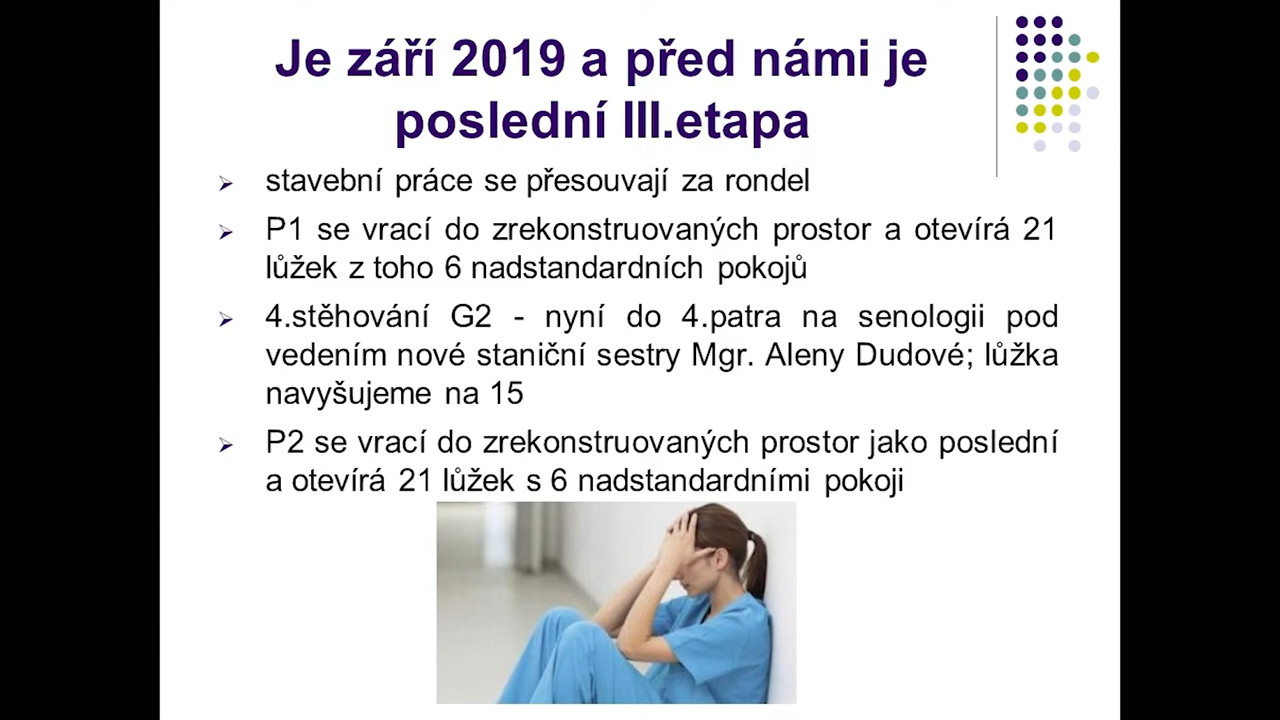 Je září 2019 a před námi je
poslední III.etapa
stavební práce se přesouvají za rondel
P1 se vrací do zrekonstruovaných prostor a otevírá 21
lůžek z toho 6 nadstandardních pokojů
4.stěhování G2 - nyní do 4.patra na senologii pod
vedením nové staniční sestry Mgr. Aleny Dudové; lůžka
navyšujeme na 15
P2 se vrací do zrekonstruovaných prostor jako poslední
a otevírá 21 lůžek s 6 nadstandardními pokoji